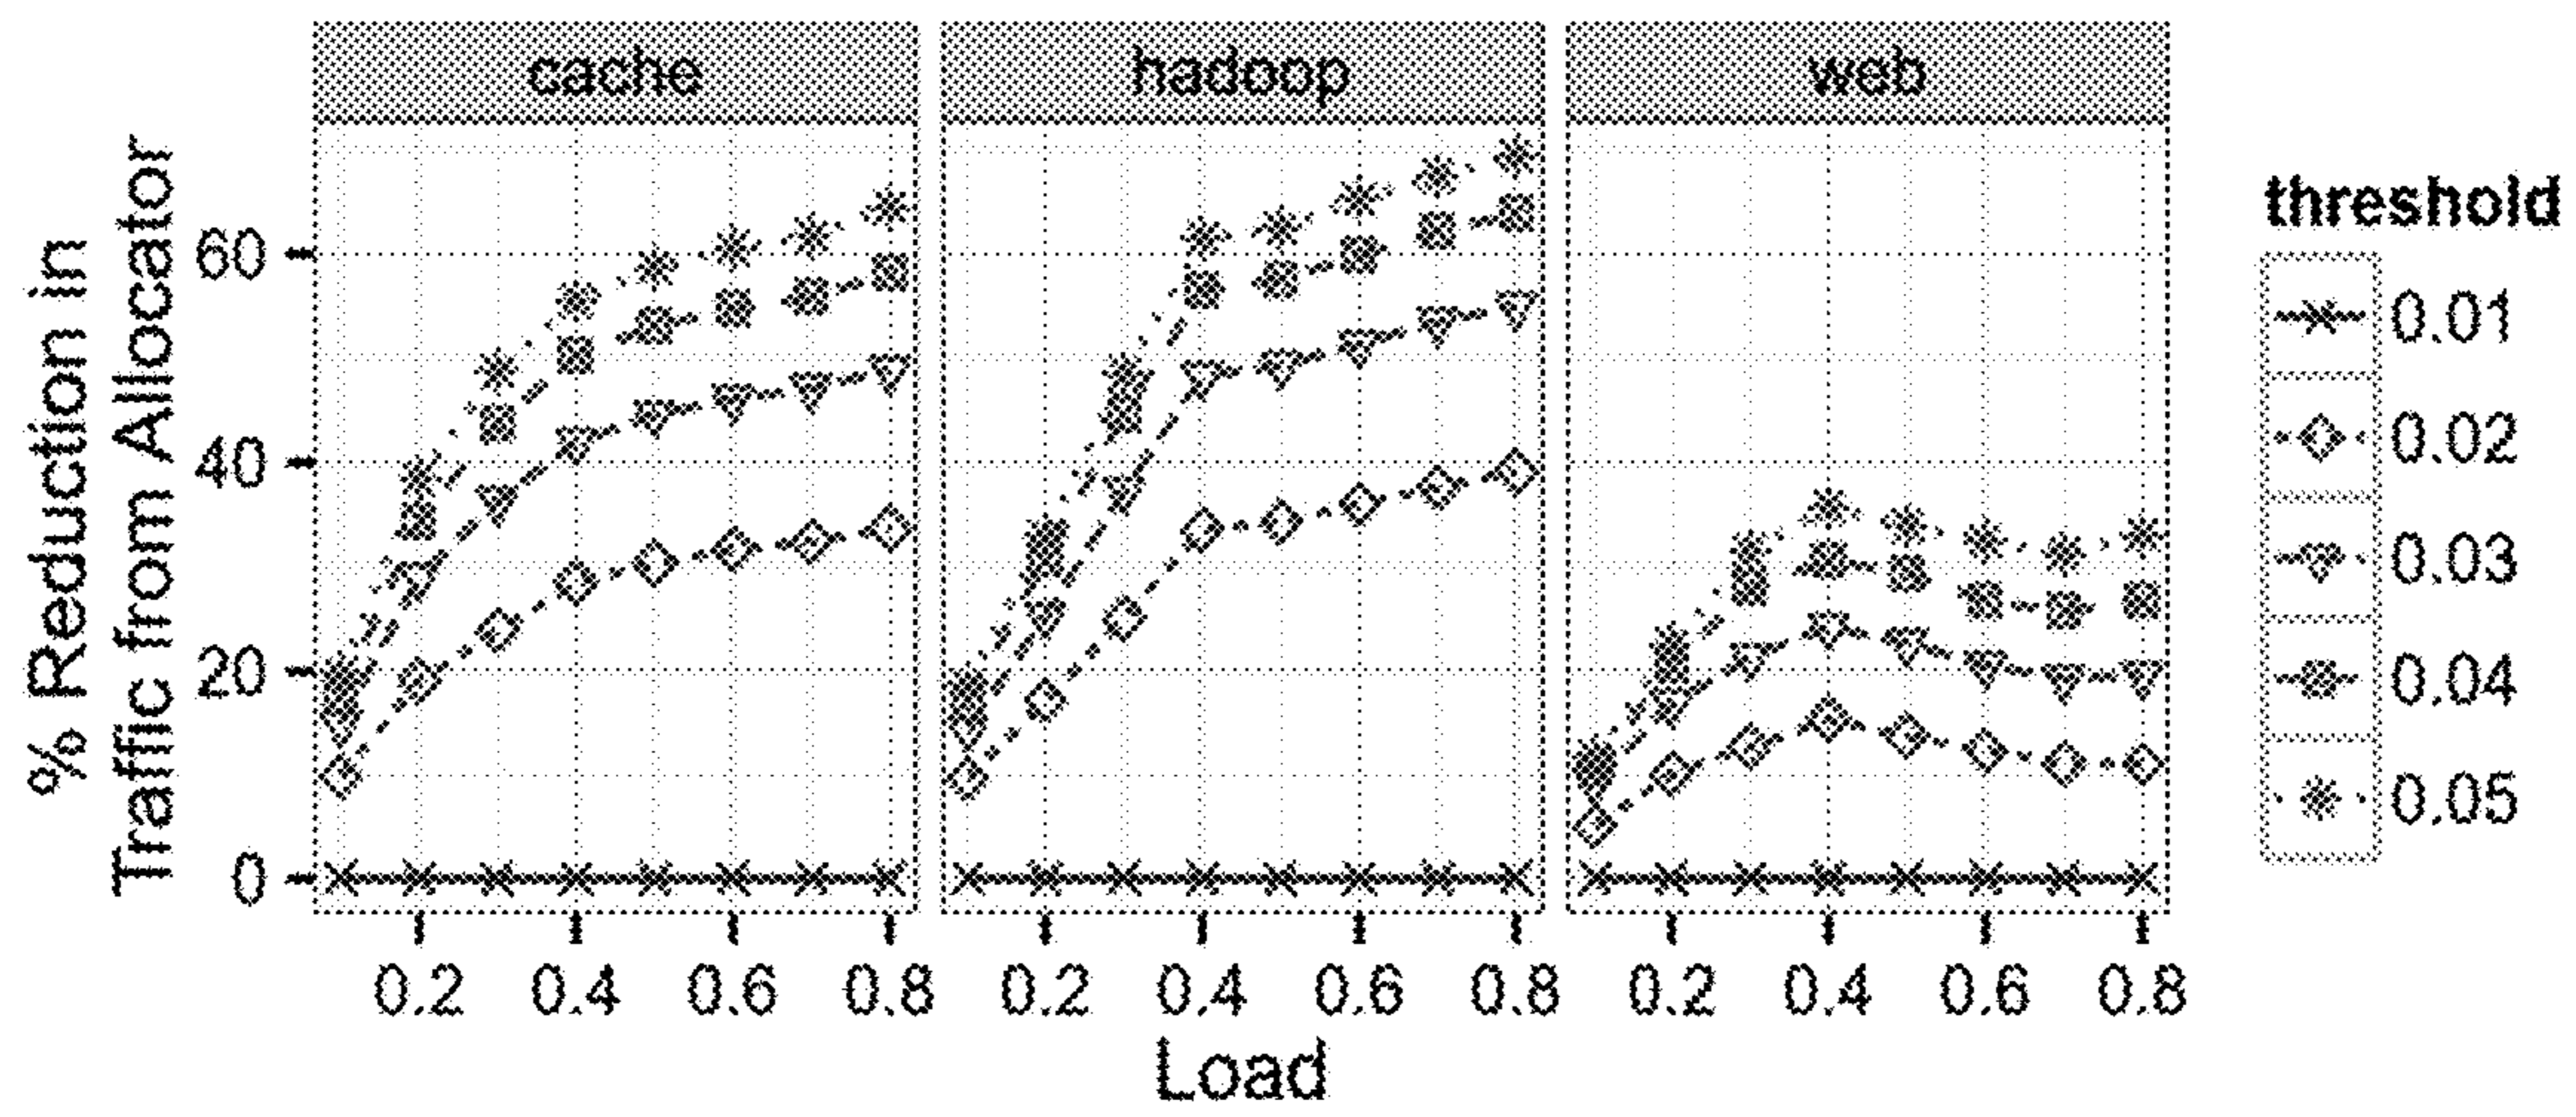 cache hadoop web
% Reduction in
Traffic from Allocator
60
40
20
0
0.2 0.4 0.6 0.8 0.2 0.4 0.6 0.8 0.2 0.4 0.6 0.8
Load
threshold
0.01
0.02
0.03
0.04
0.05